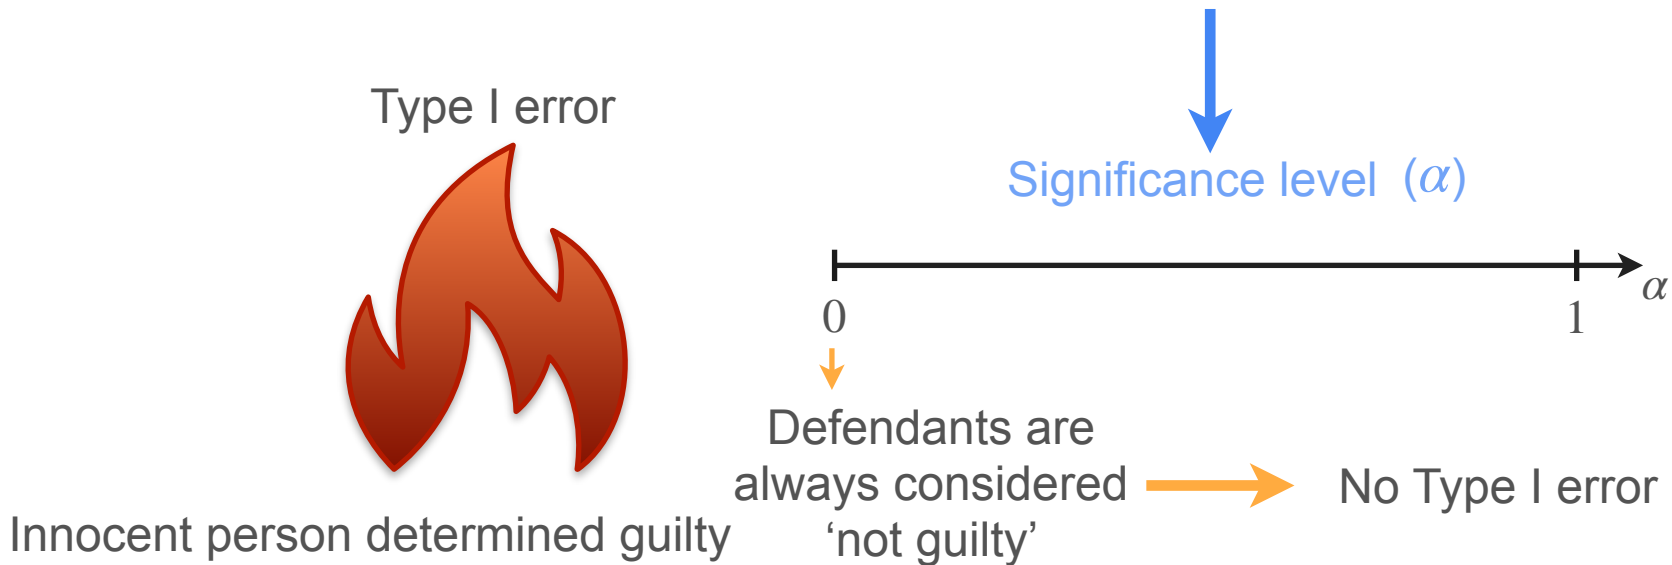 Type I error
Innocent person determined guilty
Significance level (α)
0
1
α
Defendants are
always considered
‘not guilty’
No Type I error